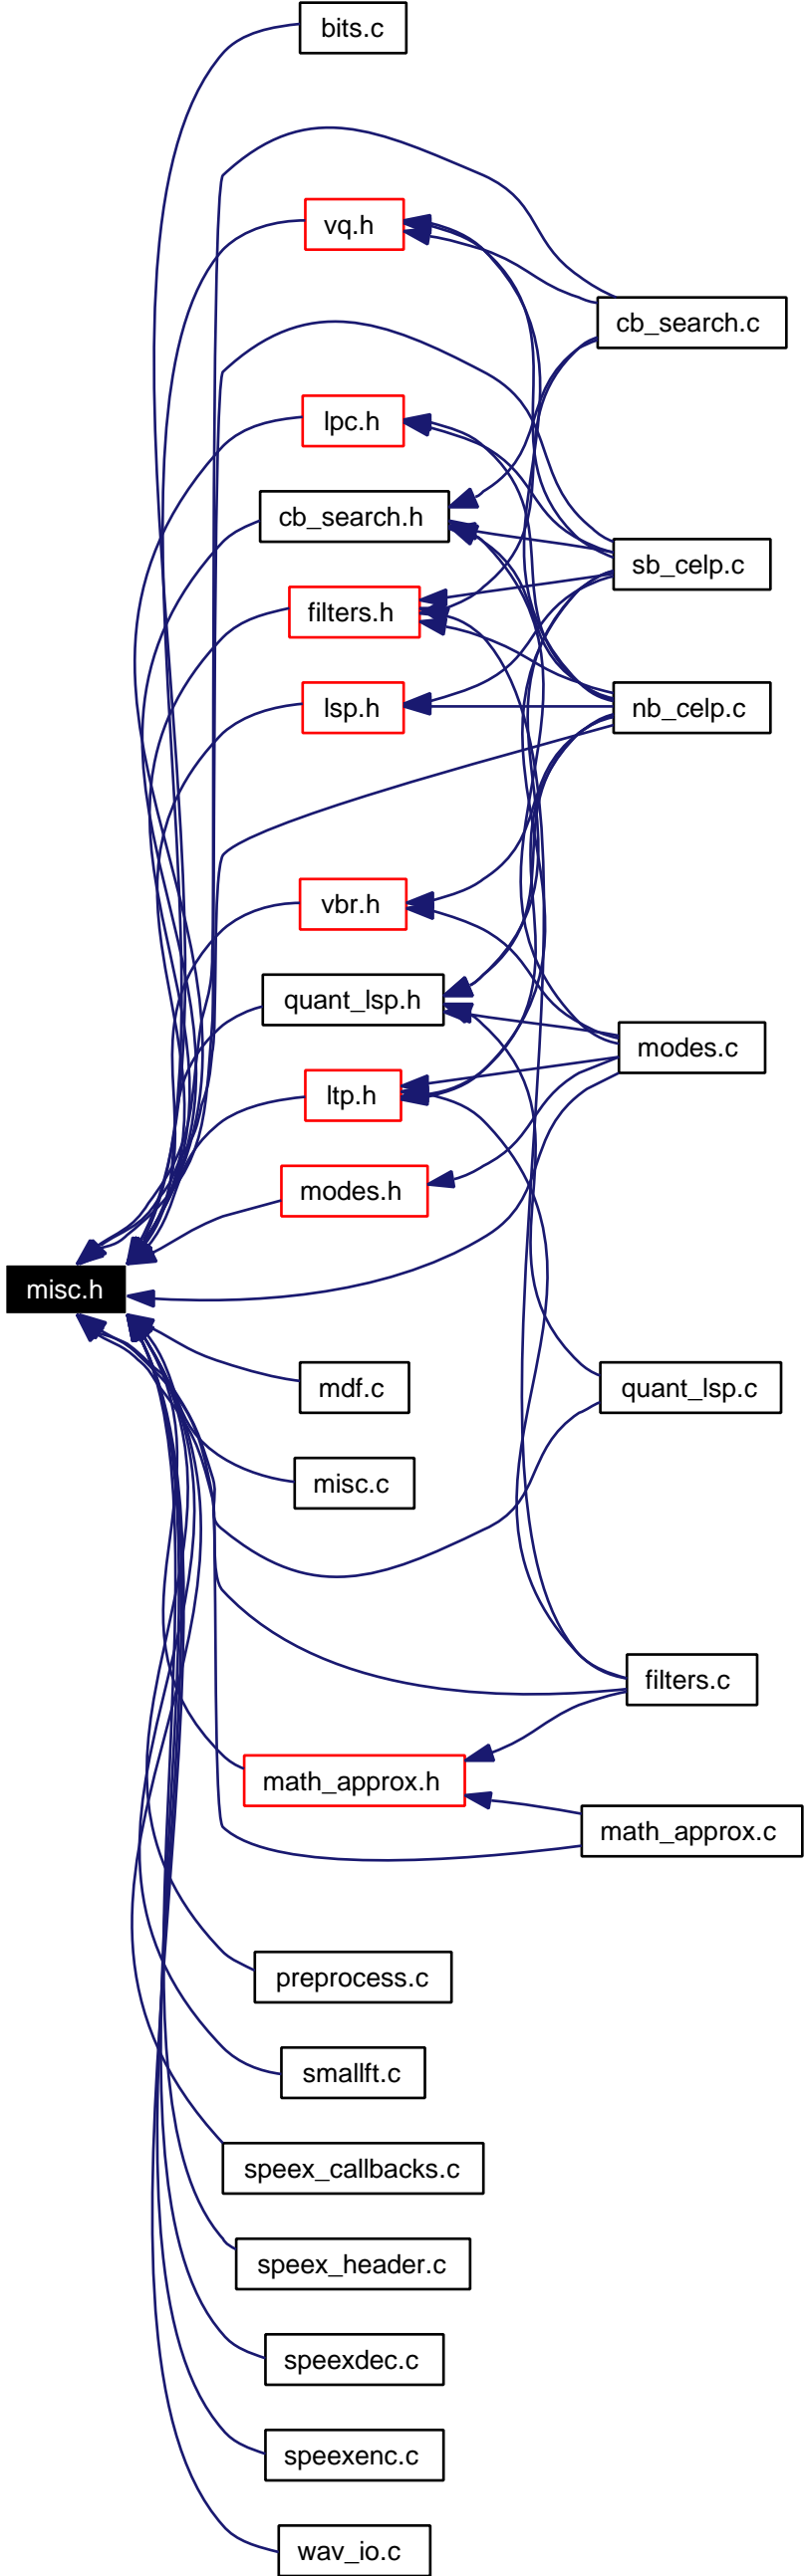 bits.c
vq.h
cb_search.c
lpc.h
cb_search.h
sb_celp.c
filters.h
lsp.h
nb_celp.c
vbr.h
quant_lsp.h
modes.c
ltp.h
modes.h
misc.h
mdf.c
quant_lsp.c
misc.c
filters.c
math_approx.h
math_approx.c
preprocess.c
smallft.c
speex_callbacks.c
speex_header.c
speexdec.c
speexenc.c
wav_io.c